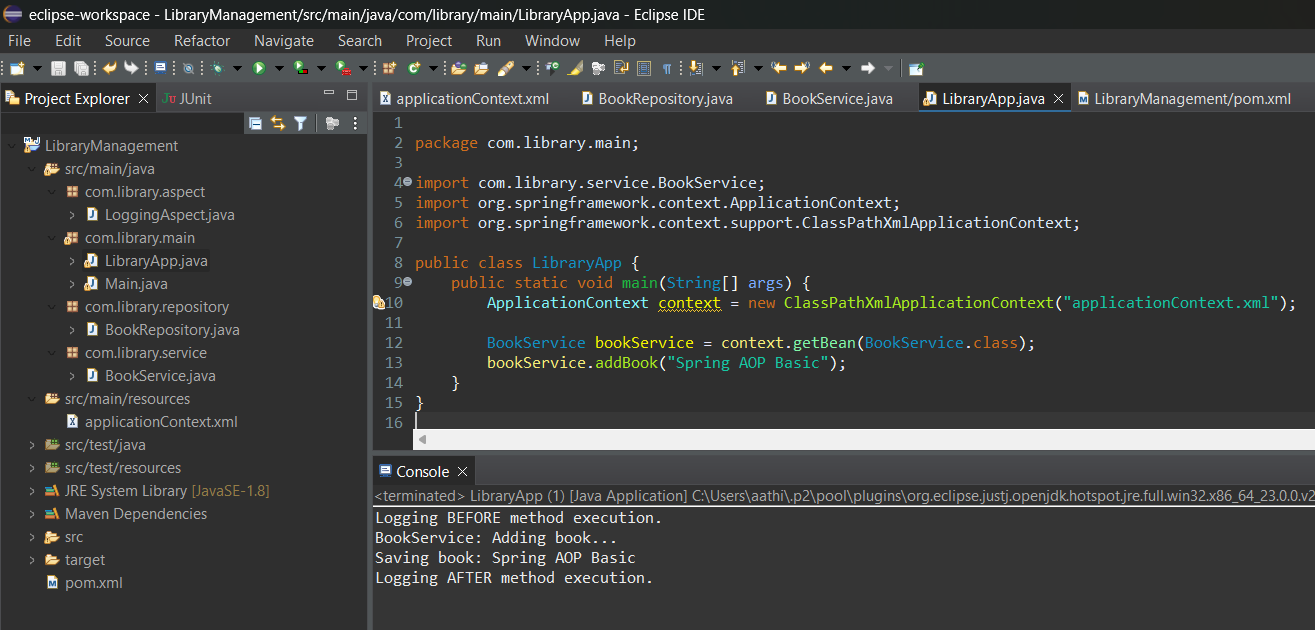 eclipse-workspace - LibraryManagement/src/main/java/com/library/main/LibraryApp.java - Eclipse IDE
File Edit Source Refactor Navigate Search Project Run Window Help
Project Explorer JUnit
LibraryManagement
src/main/java
com.library.aspect
LoggingAspect.java
com.library.main
LibraryApp.java
Main.java
com.library.repository
BookRepository.java
com.library.service
BookService.java
src/main/resources
applicationContext.xml
src/test/java
src/test/resources
JRE System Library [JavaSE-1.8]
Maven Dependencies
src
target
pom.xml
applicationContext.xml BookRepository.java BookService.java LibraryApp.java LibraryManagement/pom.xml
1
2 package com.library.main;
3
4 import com.library.service.BookService;
5 import org.springframework.context.ApplicationContext;
6 import org.springframework.context.support.ClassPathXmlApplicationContext;
7
8 public class LibraryApp {
9 public static void main(String[] args) {
10 ApplicationContext context = new ClassPathXmlApplicationContext("applicationContext.xml");
11
12 BookService bookService = context.getBean(BookService.class);
13 bookService.addBook("Spring AOP Basic");
14 }
15 }
16
Console
<terminated> LibraryApp (1) [Java Application] C:\Users\aathi\.p2\pool\plugins\org.eclipse.justj.openjdk.hotspot.jre.full.win32.x86_64_23.0.0.v2
Logging BEFORE method execution.
BookService: Adding book...
Saving book: Spring AOP Basic
Logging AFTER method execution.